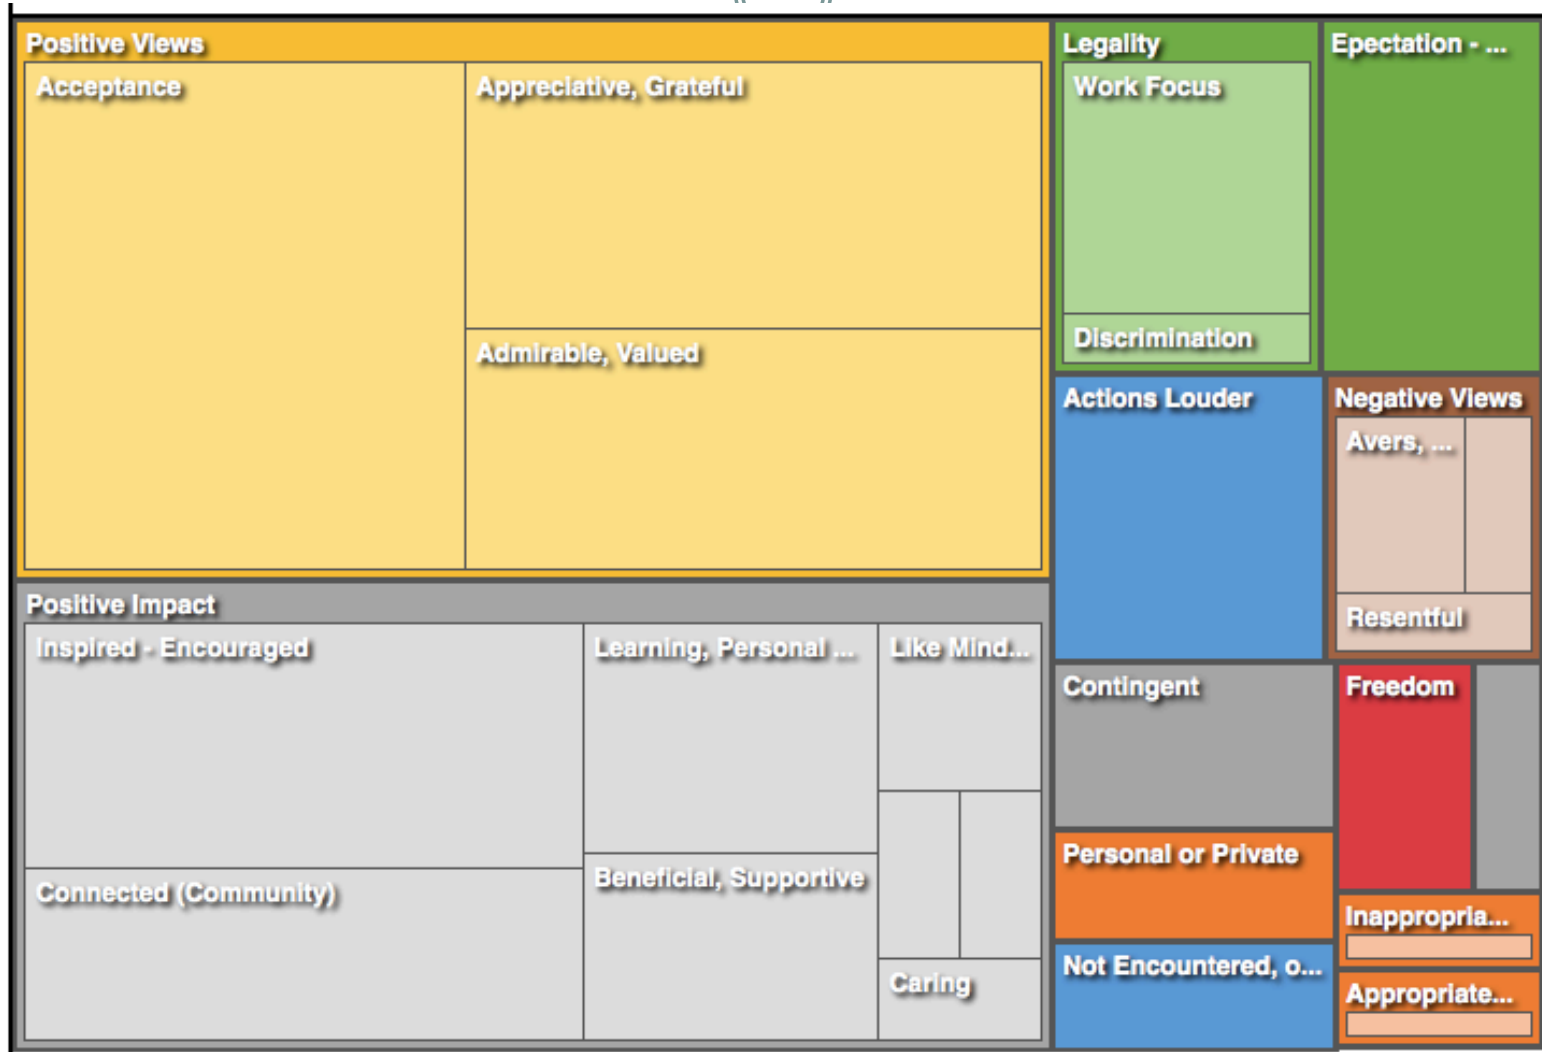 Positive Views
Acceptance
Appreciative, Grateful
Admirable, Valued
Positive Impact
Inspired - Encouraged
Connected (Community)
Learning, Personal ...
Beneficial, Supportive
Like Mind...
Caring
Legality
Work Focus
Discrimination
Epectation - ...
Actions Louder
Negative Views
Avers, ...
Resentful
Contingent
Freedom
Personal or Private
Not Encountered, o...
Inappropria...
Appropriate...